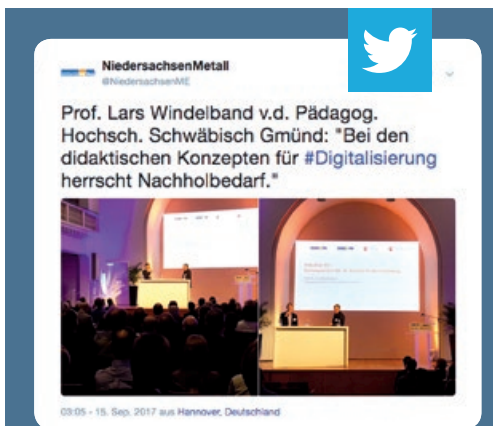 NiedersachsenMetall
@NiedersachsenME
Prof. Lars Windelband v.d. Pädagog.
Hochsch. Schwäbisch Gmünd: "Bei den
didaktischen Konzepten für #Digitalisierung
herrscht Nachholbedarf."
03:05 - 15. Sep. 2017 aus Hannover, Deutschland